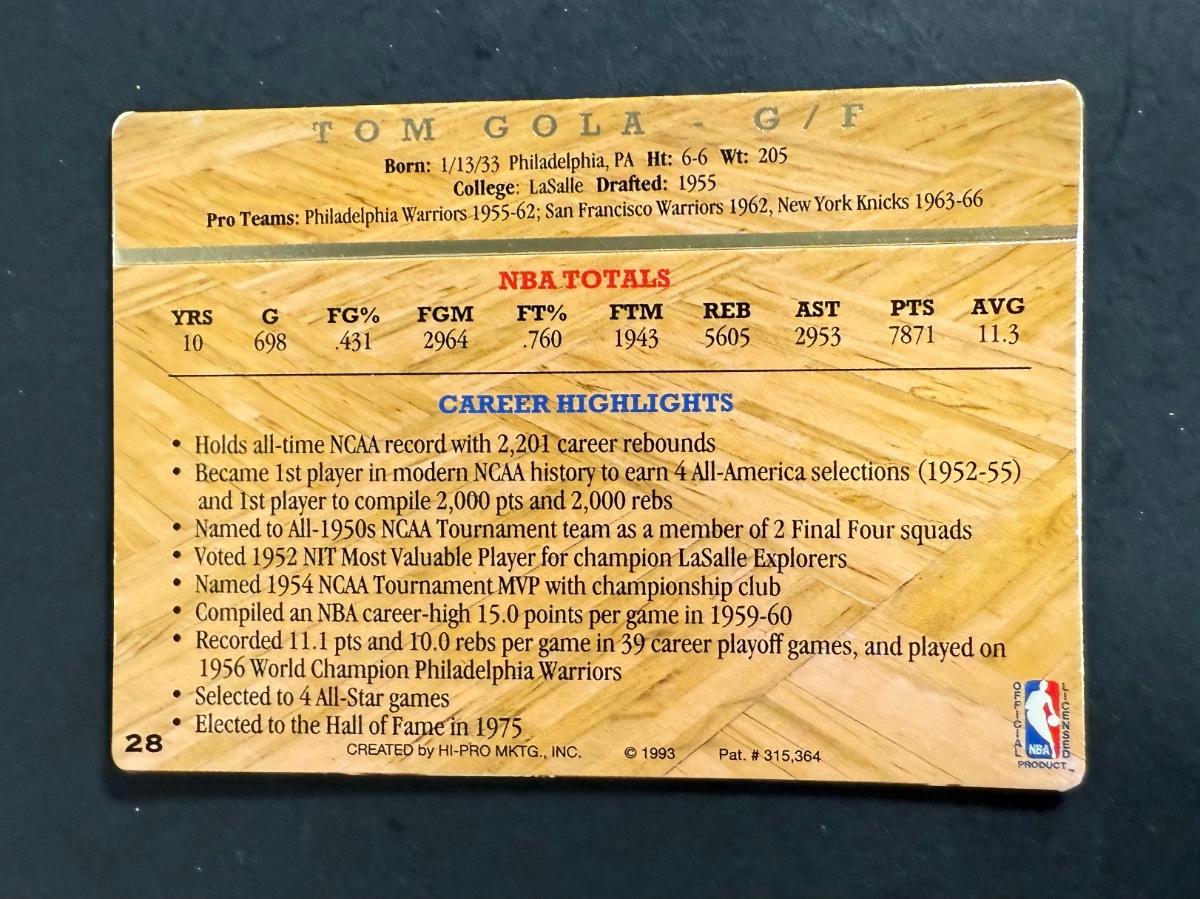 TOM GOLA - G/F
Born: 1/13/33 Philadelphia, PA Ht: 6-6 Wt: 205
College: LaSalle Drafted: 1955
Pro Teams: Philadelphia Warriors 1955-62; San Francisco Warriors 1962, New York Knicks 1963-66
NBA TOTALS
YRS G FG% FGM FT% FTM REB AST PTS AVG
10 698 .431 2964 .760 1943 5605 2953 7871 11.3
CAREER HIGHLIGHTS
• Holds all-time NCAA record with 2,201 career rebounds
• Became 1st player in modern NCAA history to earn 4 All-America selections (1952-55)
and 1st player to compile 2,000 pts and 2,000 rebs
• Named to All-1950s NCAA Tournament team as a member of 2 Final Four squads
• Voted 1952 NIT Most Valuable Player for champion LaSalle Explorers
• Named 1954 NCAA Tournament MVP with championship club
• Compiled an NBA career-high 15.0 points per game in 1959-60
• Recorded 11.1 pts and 10.0 rebs per game in 39 career playoff games, and played on
1956 World Champion Philadelphia Warriors
• Selected to 4 All-Star games
• Elected to the Hall of Fame in 1975
28
CREATED by HI-PRO MKTG., INC. © 1993 Pat. # 315,364
OFFICIAL LICENSED
NBA
PRODUCT